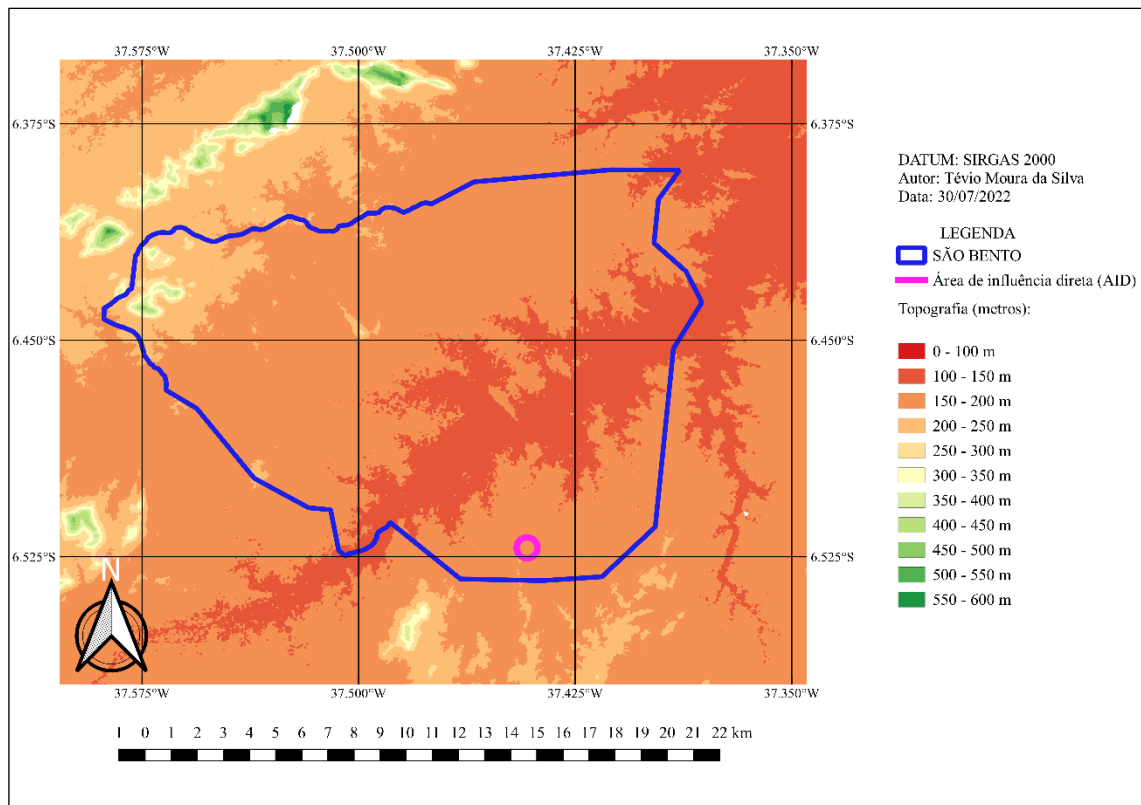 37.575°W 37.500°W 37.425°W 37.350°W
6.375°S 6.375°S
DATUM: SIRGAS 2000
Autor: Tévio Moura da Silva
Data: 30/07/2022
LEGENDA
SÃO BENTO
Área de influência direta (AID)
Topografia (metros):
6.450°S 6.450°S
0 - 100 m
100 - 150 m
150 - 200 m
200 - 250 m
250 - 300 m
300 - 350 m
350 - 400 m
400 - 450 m
450 - 500 m
500 - 550 m
550 - 600 m
6.525°S 6.525°S
N
37.575°W 37.500°W 37.425°W 37.350°W
1 0 1 2 3 4 5 6 7 8 9 10 11 12 13 14 15 16 17 18 19 20 21 22 km